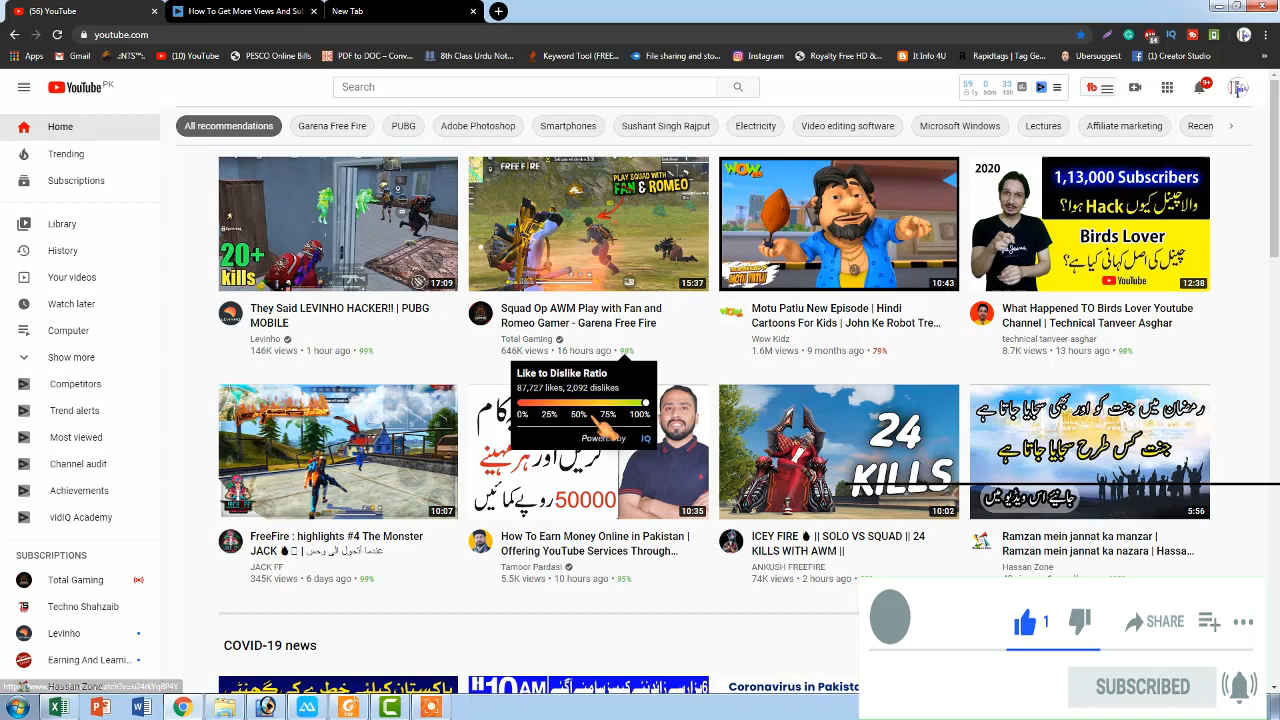 (56) YouTube
How To Get More Views And Sub
New Tab
youtube.com
Apps
Gmail
-:NTS™:-
(10) YouTube
PESCO Online Bills
PDF to DOC – Conv...
8th Class Urdu Not...
Keyword Tool (FREE...
File sharing and sto...
Instagram
Royalty Free HD &...
It.Info 4U
Rapidtags | Tag Ge...
Ubersuggest
(1) Creator Studio
YouTube PK
Search
59 0 33
1y 60m 48h
9+
All recommendations
Garena Free Fire
PUBG
Adobe Photoshop
Smartphones
Sushant Singh Rajput
Electricity
Video editing software
Microsoft Windows
Lectures
Affiliate marketing
Recen
Home
Trending
Subscriptions
Library
History
Your videos
Watch later
Computer
Show more
Competitors
Trend alerts
Most viewed
Channel audit
Achievements
vidIQ Academy
SUBSCRIPTIONS
Total Gaming
Techno Shahzaib
Levinho
Earning And Learni...
Hassan Zone
20+
kills
17:09
They Said LEVINHO HACKER!! | PUBG
MOBILE
Levinho
146K views • 1 hour ago • 99%
FREE FIRE
PLAY SQUAD WITH
FAN & ROMEO
15:37
Squad Op AWM Play with Fan and
Romeo Gamer - Garena Free Fire
Total Gaming
646K views • 16 hours ago • 98%
WOW
MOTU PATLU
10:43
Motu Patlu New Episode | Hindi
Cartoons For Kids | John Ke Robot Tre...
Wow Kidz
1.6M views • 9 months ago • 79%
2020
1,13,000 Subscribers
والا چینل کیوں Hack ہوا؟
Birds Lover
چینل کی اصل کہانی کیا ہے؟
YouTube
12:38
What Happened TO Birds Lover Youtube
Channel | Technical Tanveer Asghar
technical tanveer asghar
8.7K views • 13 hours ago • 98%
Like to Dislike Ratio
87,727 likes, 2,092 dislikes
0% 25% 50% 75% 100%
Powered by IQ
10:07
FreeFire : highlights #4 The Monster
JACK
JACK FF
345K views • 6 days ago • 99%
کام
کریں اور ہر مہینے
50000 روپے کمائیں
10:35
How To Earn Money Online in Pakistan |
Offering YouTube Services Through...
Tamoor Pardasi
5.5K views • 10 hours ago • 95%
24
KILLS
10:02
ICEY FIRE 🔥 || SOLO VS SQUAD || 24
KILLS WITH AWM ||
ANKUSH FREEFIRE
74K views • 2 hours ago
رمضان میں جنت کو اور بھی سجایا جاتا ہے
جنت کس طرح سجایا جاتا ہے
جانیئے اس ویڈیو میں
5:56
Ramzan mein jannat ka manzar |
Ramzan mein jannat ka nazara | Hassa...
Hassan Zone
COVID-19 news
Coronavirus in Pakista
1
SHARE
SUBSCRIBED